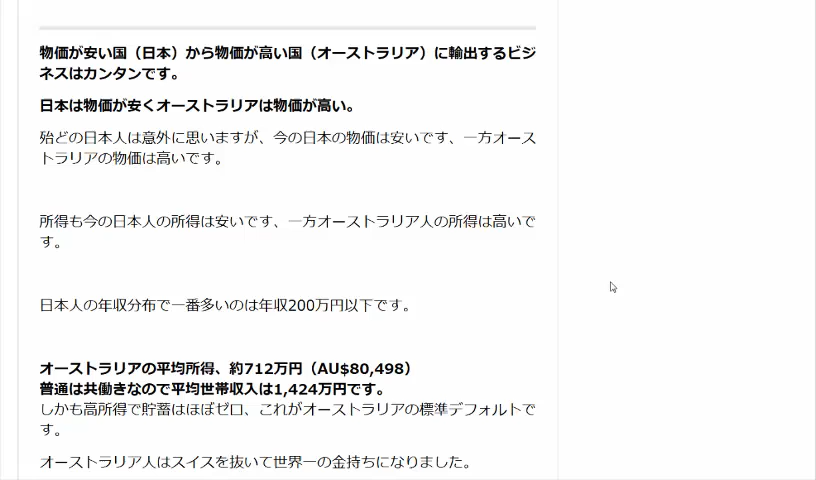 物価が安い国（日本）から物価が高い国（オーストラリア）に輸出するビジ
ネスはカンタンです。
日本は物価が安くオーストラリアは物価が高い。
殆どの日本人は意外に思いますが、今の日本の物価は安いです、一方オース
トラリアの物価は高いです。
所得も今の日本人の所得は安いです、一方オーストラリア人の所得は高いで
す。
日本人の年収分布で一番多いのは年収200万円以下です。
オーストラリアの平均所得、約712万円（AU$80,498）
普通は共働きなので平均世帯収入は1,424万円です。
しかも高所得で貯蓄はほぼゼロ、これがオーストラリアの標準デフォルトで
す。
オーストラリア人はスイスを抜いて世界一の金持ちになりました。